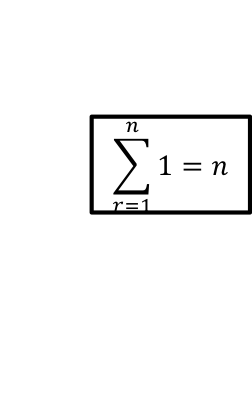 n
∑ 1 = n
r=1